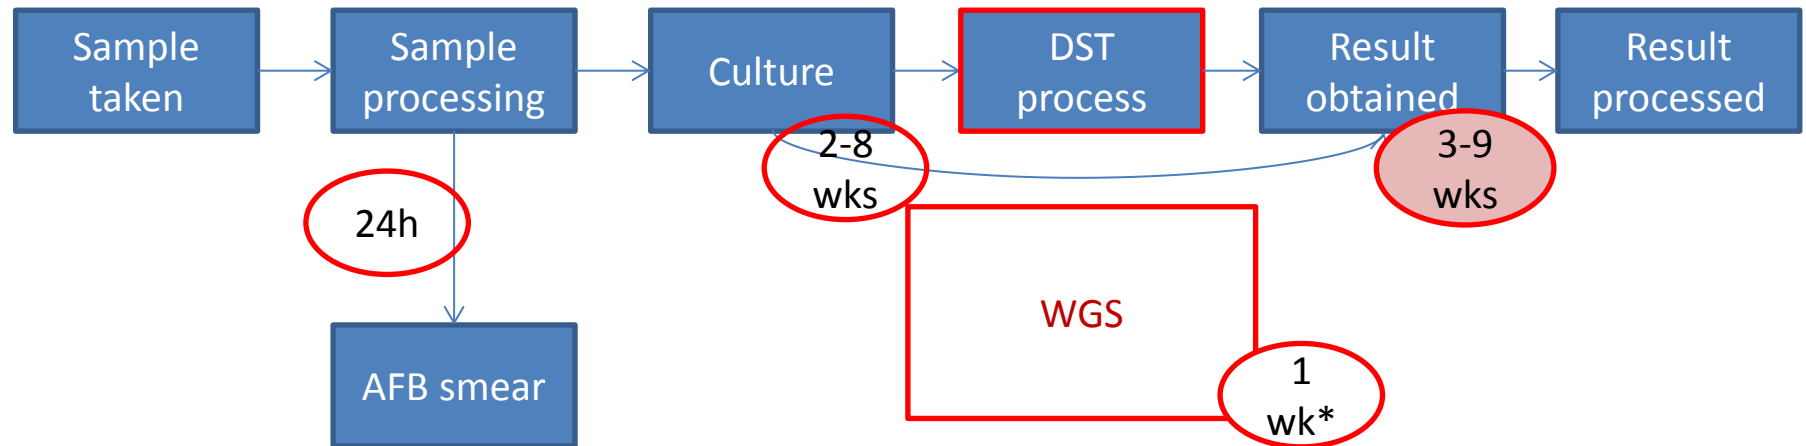 Sample
taken
Sample
processing
Culture
DST
process
Result
obtained
Result
processed
2-8
wks
3-9
wks
24h
WGS
1
wk*
AFB smear